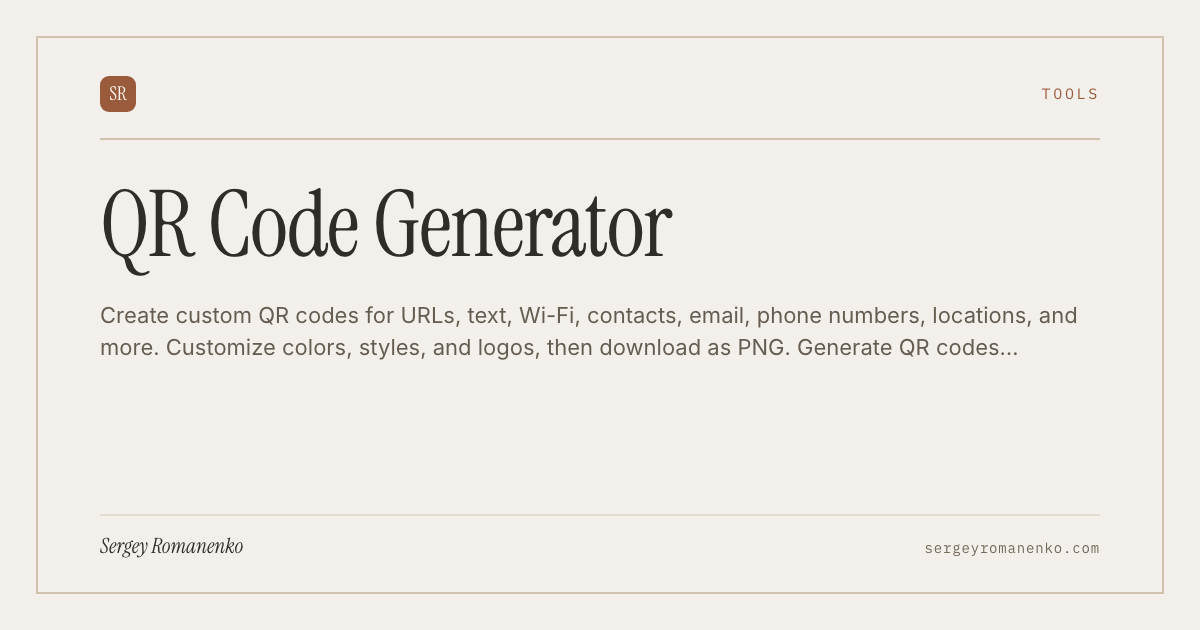 SR
TOOLS
QR Code Generator
Create custom QR codes for URLs, text, Wi-Fi, contacts, email, phone numbers, locations, and
more. Customize colors, styles, and logos, then download as PNG. Generate QR codes...
Sergey Romanenko
sergeyromanenko.com